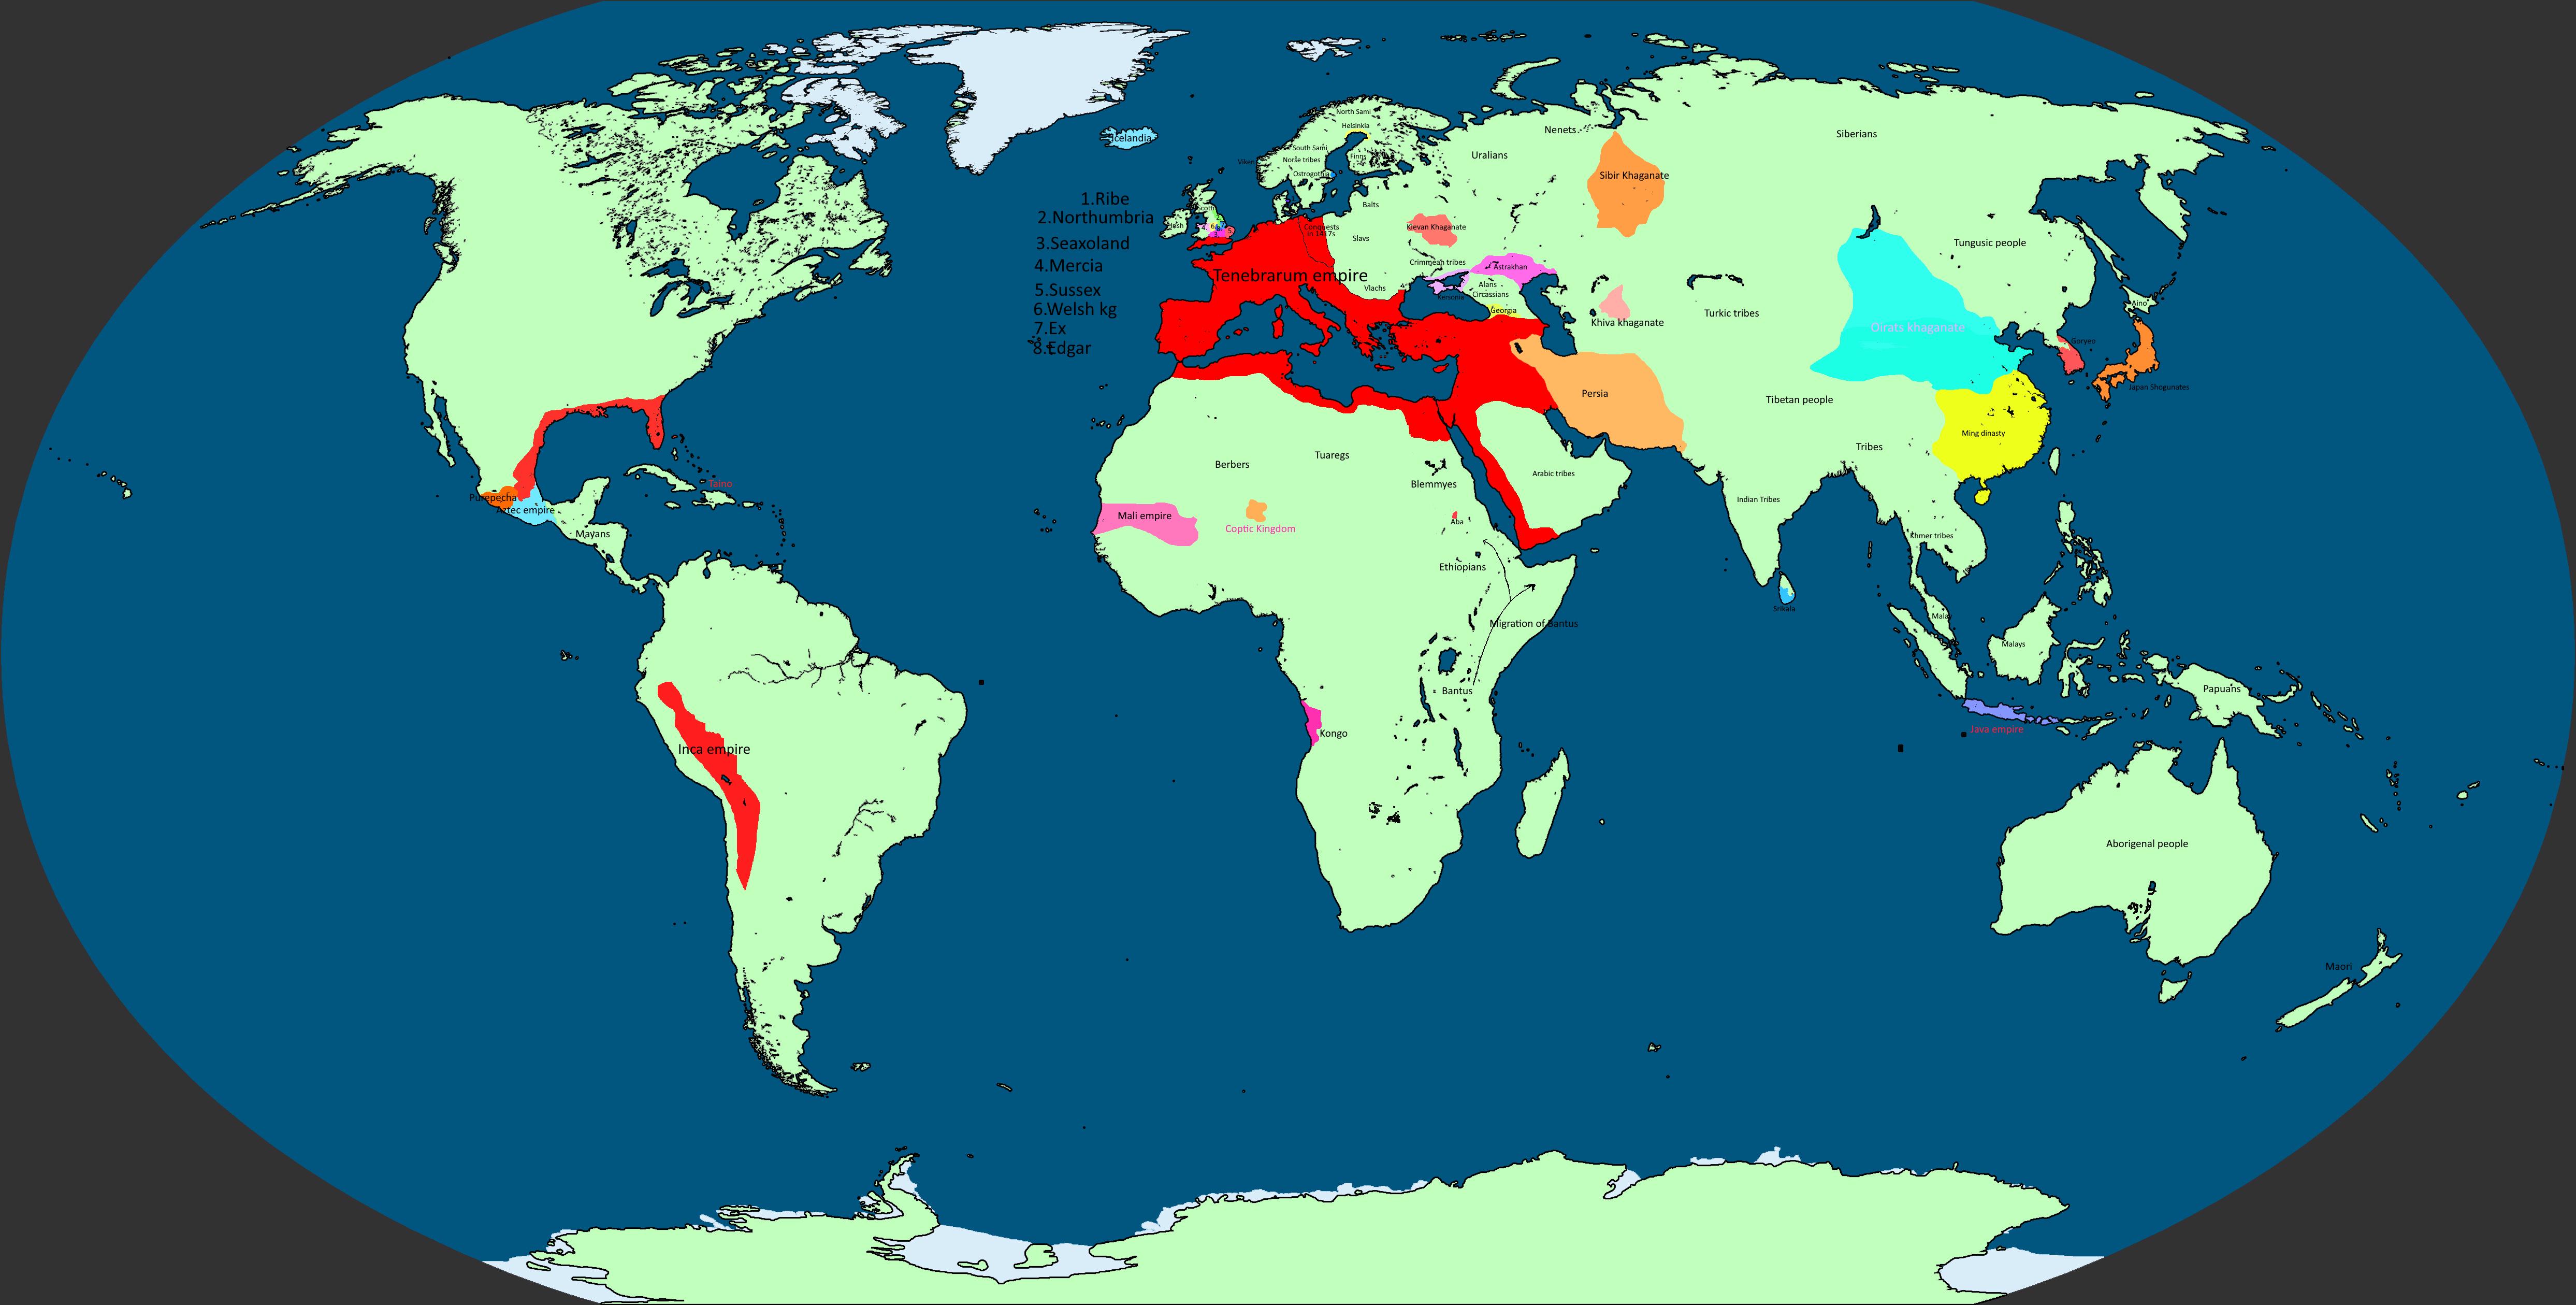 North Sami
Helsinkia
Icelandia
Nenets
Siberians
South Sami
Norse tribes
Finns
Uralians
Viken
Ostrogothia
Sibir Khaganate
1.Ribe
2.Northumbria
3.Seaxoland
4.Mercia
5.Sussex
6.Welsh kg
7.Ex
8.Edgar
Balts
Conquests
in 1417s
Slavs
Kievan Khaganate
Tungusic people
Crimmean tribes
Astrakhan
Tenebrarum empire
Vlachs
Alans
Circassians
Georgia
Khiva khaganate
Turkic tribes
Oirats khaganate
Aino
Goryeo
Japan Shogunates
Persia
Tibetan people
Ming dinasty
Tribes
Berbers
Tuaregs
Blemmyes
Arabic tribes
Indian Tribes
Taino
Purepecha
Aztec empire
Mayans
Mali empire
Coptic Kingdom
Aba
Khmer tribes
Ethiopians
Srikala
Migration of Bantus
Malay
Malays
Bantus
Papuans
Kongo
Java empire
Inca empire
Aboriginal people
Maori